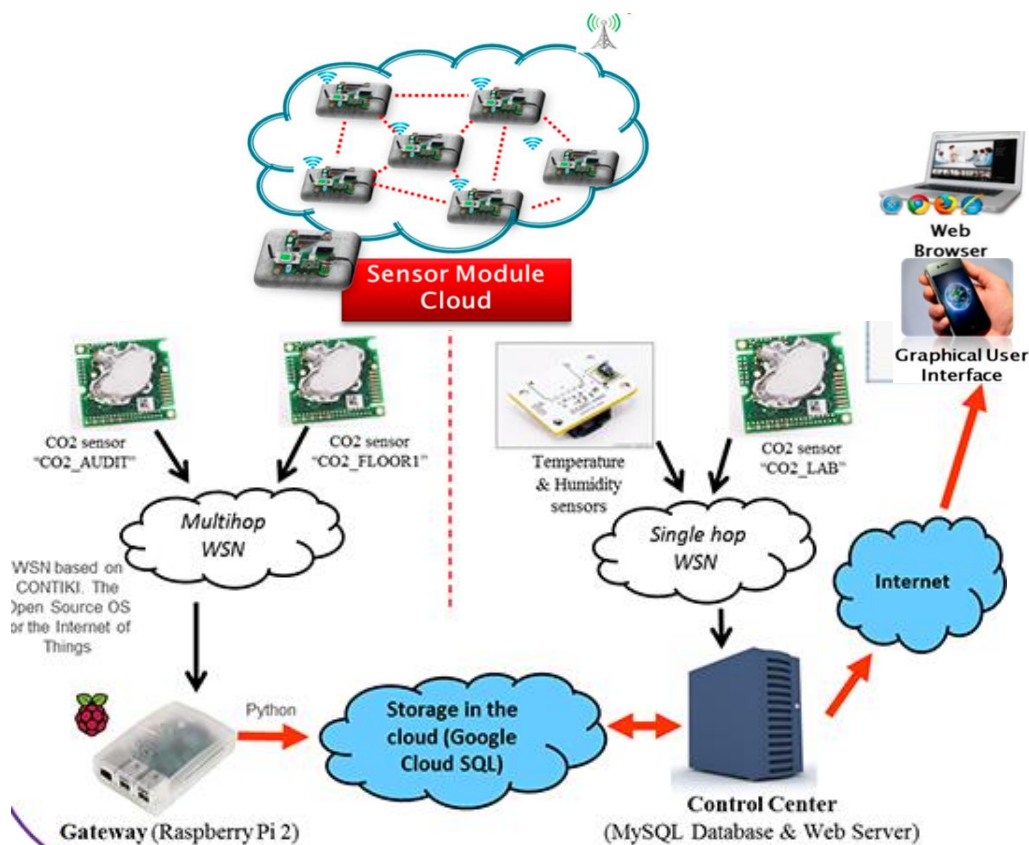 Sensor Module
Cloud
Web
Browser
Graphical User
Interface
CO2 sensor
“CO2_AUDIT”
CO2 sensor
“CO2_FLOOR1”
Temperature
& Humidity
sensors
CO2 sensor
“CO2_LAB”
Multihop
WSN
Single hop
WSN
WSN based on
CONTIKI. The
Open Source OS
or the Internet of
Things
Internet
Python
Storage in the
cloud (Google
Cloud SQL)
Gateway (Raspberry Pi 2)
Control Center
(MySQL Database & Web Server)